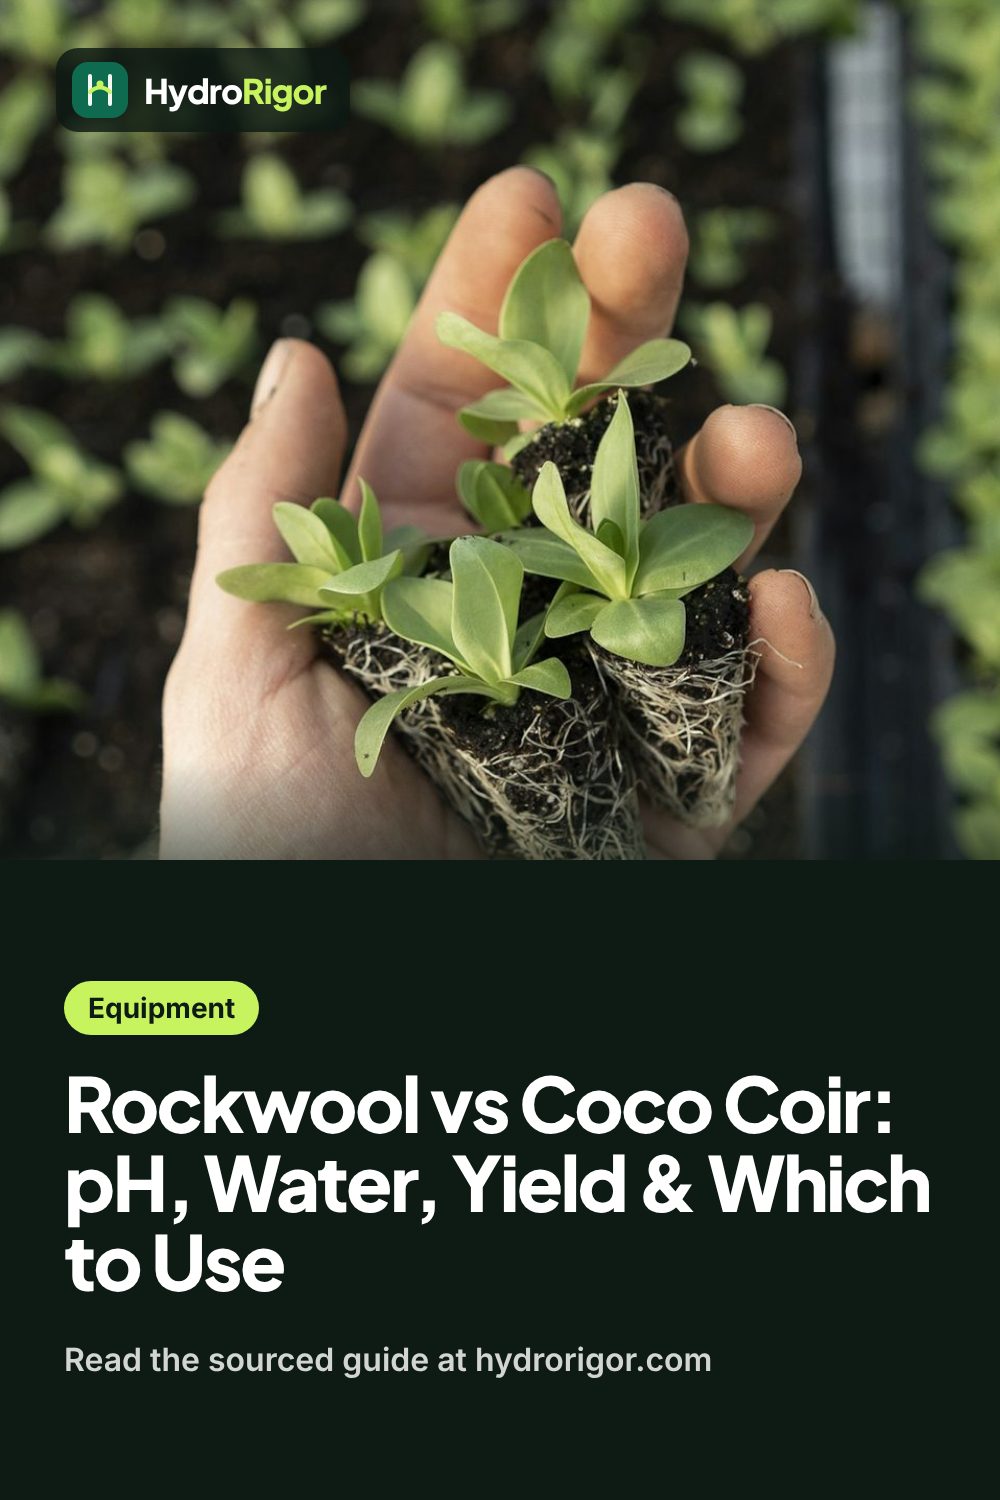 HydroRigor
Equipment
Rockwool vs Coco Coir:
pH, Water, Yield & Which
to Use
Read the sourced guide at hydrorigor.com